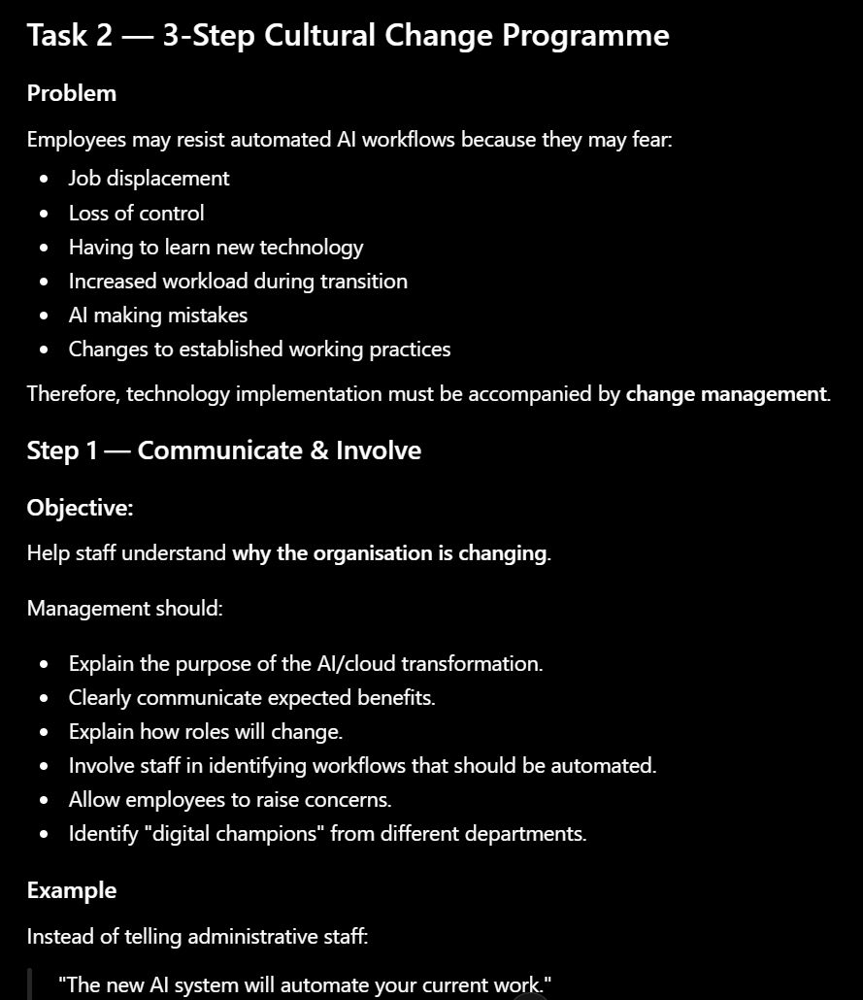 Task 2 — 3-Step Cultural Change Programme
Problem
Employees may resist automated AI workflows because they may fear:
• Job displacement
• Loss of control
• Having to learn new technology
• Increased workload during transition
• AI making mistakes
• Changes to established working practices
Therefore, technology implementation must be accompanied by change management.
Step 1 — Communicate & Involve
Objective:
Help staff understand why the organisation is changing.
Management should:
• Explain the purpose of the AI/cloud transformation.
• Clearly communicate expected benefits.
• Explain how roles will change.
• Involve staff in identifying workflows that should be automated.
• Allow employees to raise concerns.
• Identify "digital champions" from different departments.
Example
Instead of telling administrative staff:
"The new AI system will automate your current work."